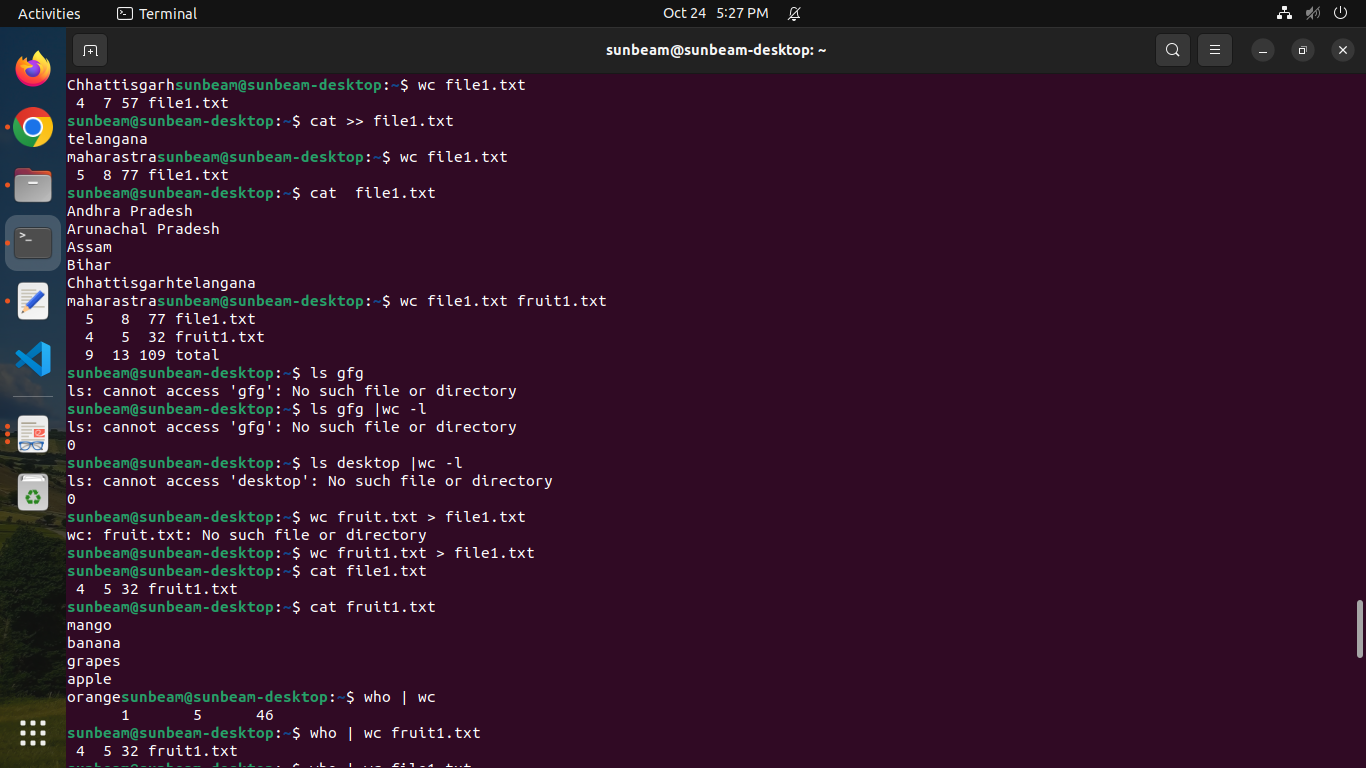 Activities Terminal Oct 24 5:27 PM
sunbeam@sunbeam-desktop: ~
Chhattisgarhsunbeam@sunbeam-desktop:~$ wc file1.txt
 4  7 57 file1.txt
sunbeam@sunbeam-desktop:~$ cat >> file1.txt
telangana
maharastrasunbeam@sunbeam-desktop:~$ wc file1.txt
 5  8 77 file1.txt
sunbeam@sunbeam-desktop:~$ cat  file1.txt
Andhra Pradesh
Arunachal Pradesh
Assam
Bihar
Chhattisgarhtelangana
maharastrasunbeam@sunbeam-desktop:~$ wc file1.txt fruit1.txt
  5   8  77 file1.txt
  4   5  32 fruit1.txt
  9  13 109 total
sunbeam@sunbeam-desktop:~$ ls gfg
ls: cannot access 'gfg': No such file or directory
sunbeam@sunbeam-desktop:~$ ls gfg |wc -l
ls: cannot access 'gfg': No such file or directory
0
sunbeam@sunbeam-desktop:~$ ls desktop |wc -l
ls: cannot access 'desktop': No such file or directory
0
sunbeam@sunbeam-desktop:~$ wc fruit.txt > file1.txt
wc: fruit.txt: No such file or directory
sunbeam@sunbeam-desktop:~$ wc fruit1.txt > file1.txt
sunbeam@sunbeam-desktop:~$ cat file1.txt
 4  5 32 fruit1.txt
sunbeam@sunbeam-desktop:~$ cat fruit1.txt
mango
banana
grapes
apple
orangesunbeam@sunbeam-desktop:~$ who | wc
      1       5      46
sunbeam@sunbeam-desktop:~$ who | wc fruit1.txt
 4  5 32 fruit1.txt
sunbeam@sunbeam-desktop:~$ who | wc file1.txt